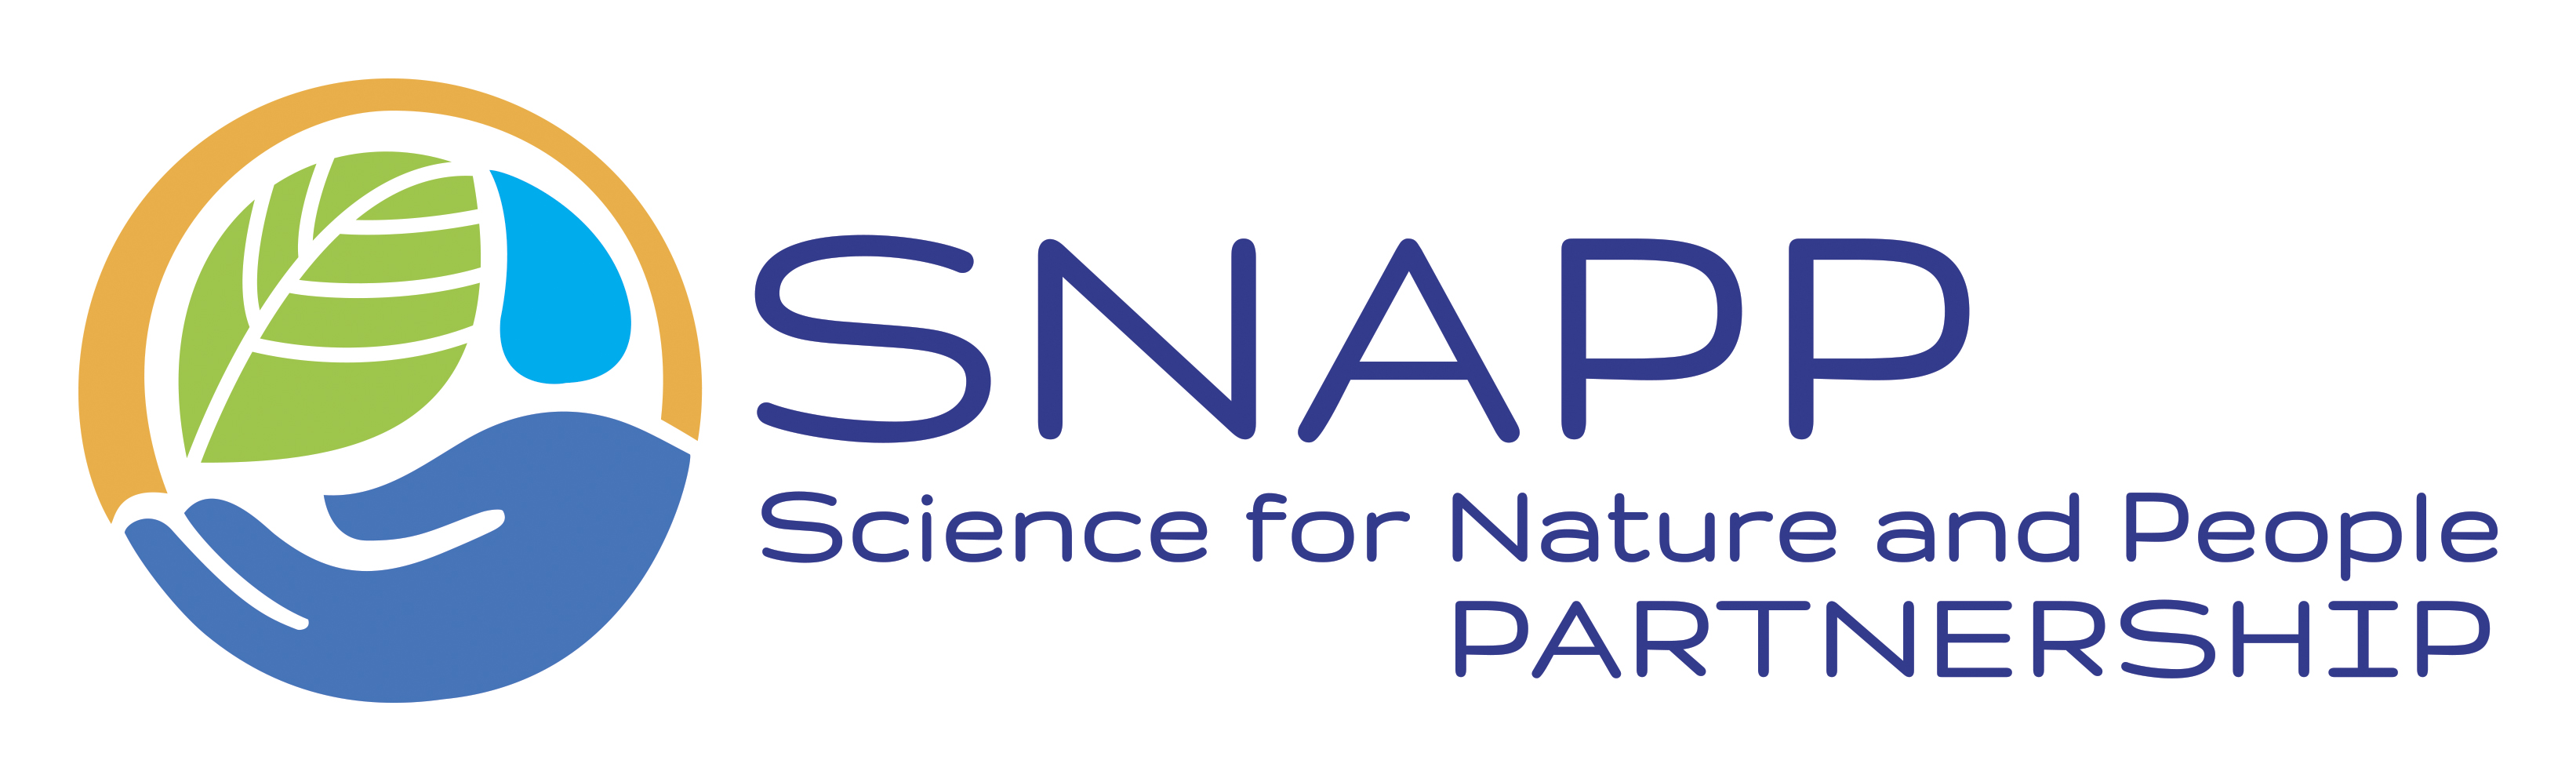 SNAPP
Science for Nature and People
PARTNERSHIP